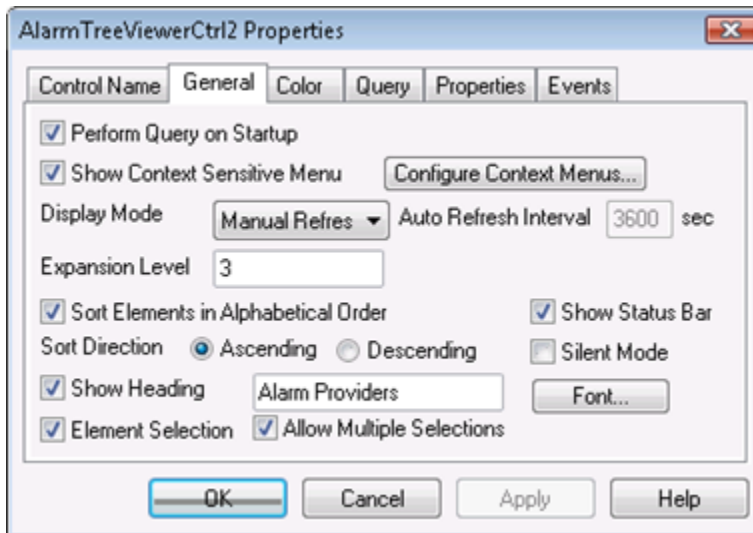 AlarmTreeViewerCtrl2 Properties
Control Name General Color Query Properties Events
Perform Query on Startup
Show Context Sensitive Menu Configure Context Menus...
Display Mode Manual Refres Auto Refresh Interval 3600 sec
Expansion Level 3
Sort Elements in Alphabetical Order Show Status Bar
Sort Direction Ascending Descending Silent Mode
Show Heading Alarm Providers Font...
Element Selection Allow Multiple Selections
OK Cancel Apply Help